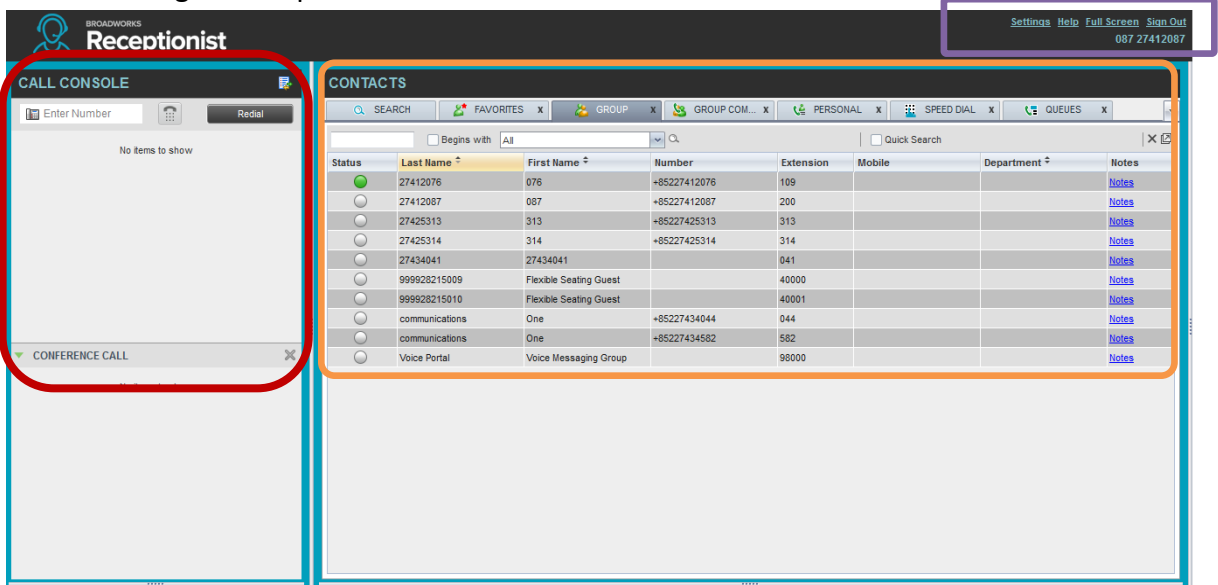 BROADWORKS
Receptionist
Settings Help Full Screen Sign Out
087 27412087
CALL CONSOLE
Enter Number Redial
No items to show
CONFERENCE CALL
CONTACTS
SEARCH FAVORITES X GROUP X GROUP COM... X PERSONAL X SPEED DIAL X QUEUES X
Begins with All Quick Search
Status Last Name First Name Number Extension Mobile Department Notes
27412076 076 +85227412076 109 Notes
27412087 087 +85227412087 200 Notes
27425313 313 +85227425313 313 Notes
27425314 314 +85227425314 314 Notes
27434041 27434041 041 Notes
999928215009 Flexible Seating Guest 40000 Notes
999928215010 Flexible Seating Guest 40001 Notes
communications One +85227434044 044 Notes
communications One +85227434582 582 Notes
Voice Portal Voice Messaging Group 98000 Notes